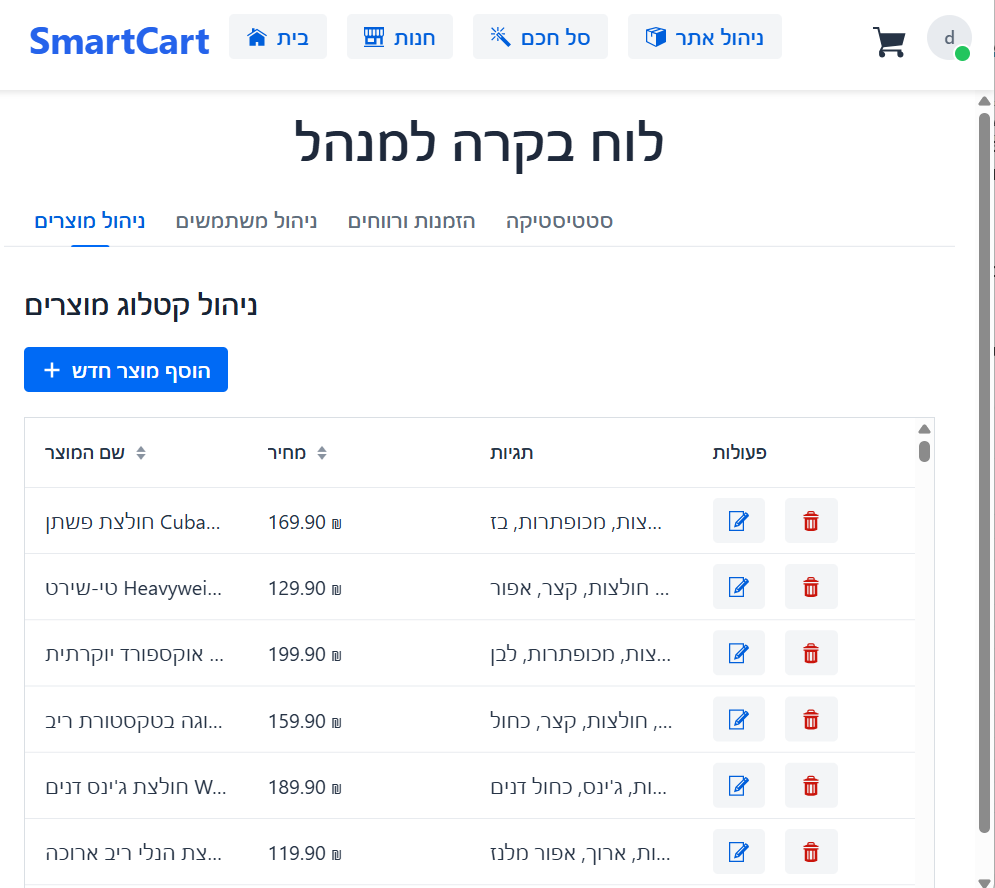 SmartCart בית חנות סל חכם ניהול אתר d
לוח בקרה למנהל
ניהול מוצרים ניהול משתמשים הזמנות ורווחים סטטיסטיקה
ניהול קטלוג מוצרים
הוסף מוצר חדש +
שם המוצר מחיר תגיות פעולות
חולצת פשתן Cuba... 169.90 ₪ צות, מכופתרות, בז...
טי-שירט Heavywei... 129.90 ₪ חולצות, קצר, אפור ...
אוקספורד יוקרתית ... 199.90 ₪ צות, מכופתרות, לבן...
וגה בטקסטורת ריב... 159.90 ₪ , חולצות, קצר, כחול...
חולצת ג'ינס דנים W... 189.90 ₪ ות, ג'ינס, כחול דנים...
צת הנלי ריב ארוכה... 119.90 ₪ ות, ארוך, אפור מלנז...